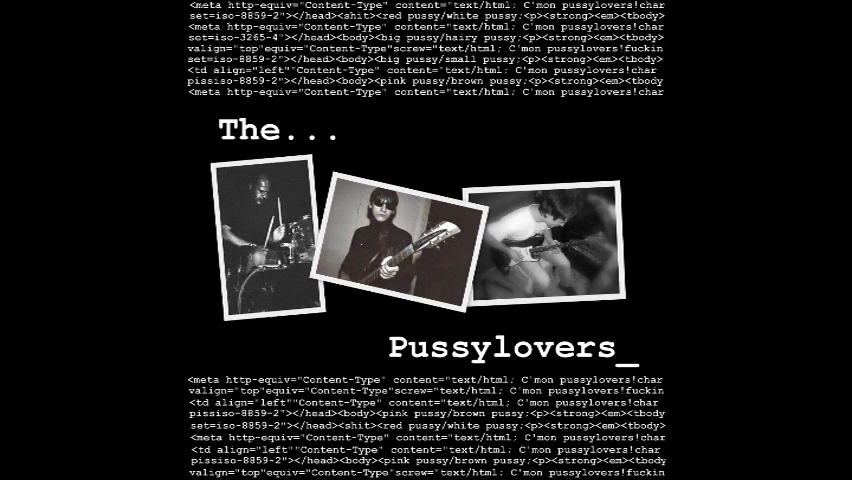 <meta http-equiv="Content-Type" content="text/html; C'mon pussylovers!char
set=iso-8859-2"></head><shit>red pussy/white pussy;<p><strong><em><tbody>
<meta http-equiv="Content-Type" content="text/html; C'mon pussylovers!char
set=iso-3265-4"></head><body>big pussy/hairy pussy;<p><strong><em><tbody>
valign="top"equiv="Content-Type"screw="text/html; C'mon pussylovers!fuckin
set=iso-8859-2"></head><body>big pussy/small pussy;<p><strong><em><tbody>
<td align="left""Content-Type" content="text/html; C'mon pussylovers!char
pissiso-8859-2"></head><body>pink pussy/brown pussy;<p><strong><em><tbody
<meta http-equiv="Content-Type" content="text/html; C'mon pussylovers!char
The...
Pussylovers_
<meta http-equiv="Content-Type" content="text/html; C'mon pussylovers!char
valign="top"equiv="Content-Type"screw="text/html; C'mon pussylovers!fuckin
<td align="left""Content-Type" content="text/html; C'mon pussylovers!char
pissiso-8859-2"></head><body>pink pussy/brown pussy;<p><strong><em><tbody
set=iso-8859-2"></head><shit>red pussy/white pussy;<p><strong><em><tbody>
<meta http-equiv="Content-Type" content="text/html; C'mon pussylovers!char
<td align="left""Content-Type" content="text/html; C'mon pussylovers!char
pissiso-8859-2"></head><body>pink pussy/brown pussy;<p><strong><em><tbody
valign="top"equiv="Content-Type"screw="text/html; C'mon pussylovers!fuckin